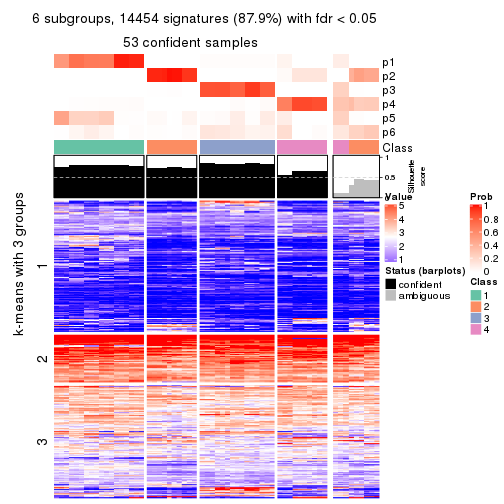 6 subgroups, 14454 signatures (87.9%) with fdr < 0.05
53 confident samples
p1
p2
p3
p4
p5
p6
Class
1
0.5
0
Silhouette
score
k-means with 3 groups
1
2
3
Value
5
4
3
2
1
Status (barplots)
confident
ambiguous
Prob
1
0.8
0.6
0.4
0.2
0
Class
1
2
3
4